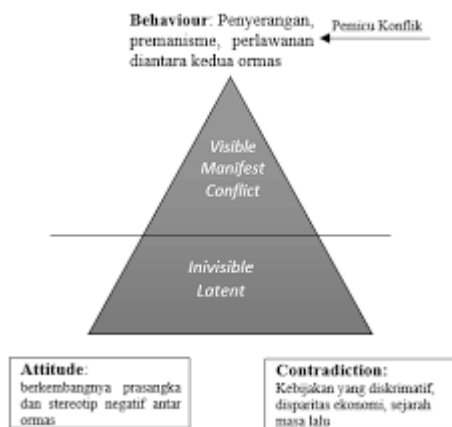 Behaviour: Penyerangan,
premanisme, perlawanan
diantara kedua ormas
Pemicu Konflik
Visible
Manifest
Conflict
Inivisible
Latent
Attitude:
berkembangnya prasangka
dan stereotip negatif antar
ormas
Contradiction:
Kebijakan yang diskrimatif,
disparitas ekonomi, sejarah
masa lalu